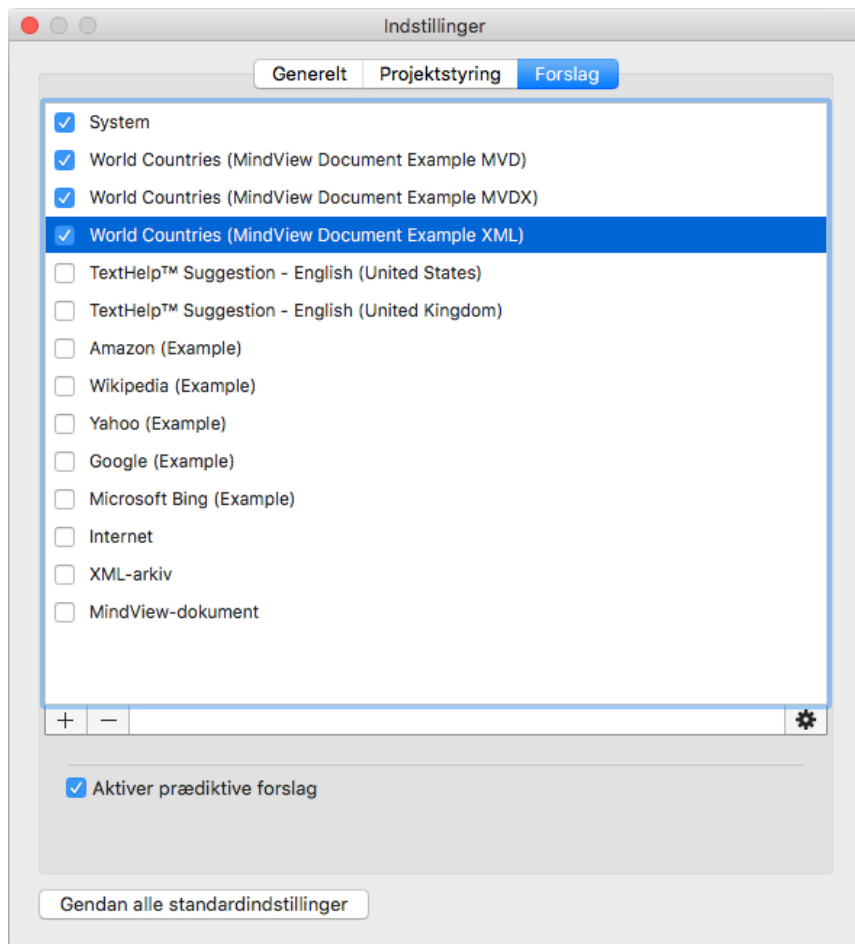 Indstillinger
Generelt Projektstyring Forslag
System
World Countries (MindView Document Example MVD)
World Countries (MindView Document Example MVDX)
World Countries (MindView Document Example XML)
TextHelp™ Suggestion - English (United States)
TextHelp™ Suggestion - English (United Kingdom)
Amazon (Example)
Wikipedia (Example)
Yahoo (Example)
Google (Example)
Microsoft Bing (Example)
Internet
XML-arkiv
MindView-dokument
Aktiver prædiktive forslag
Gendan alle standardindstillinger